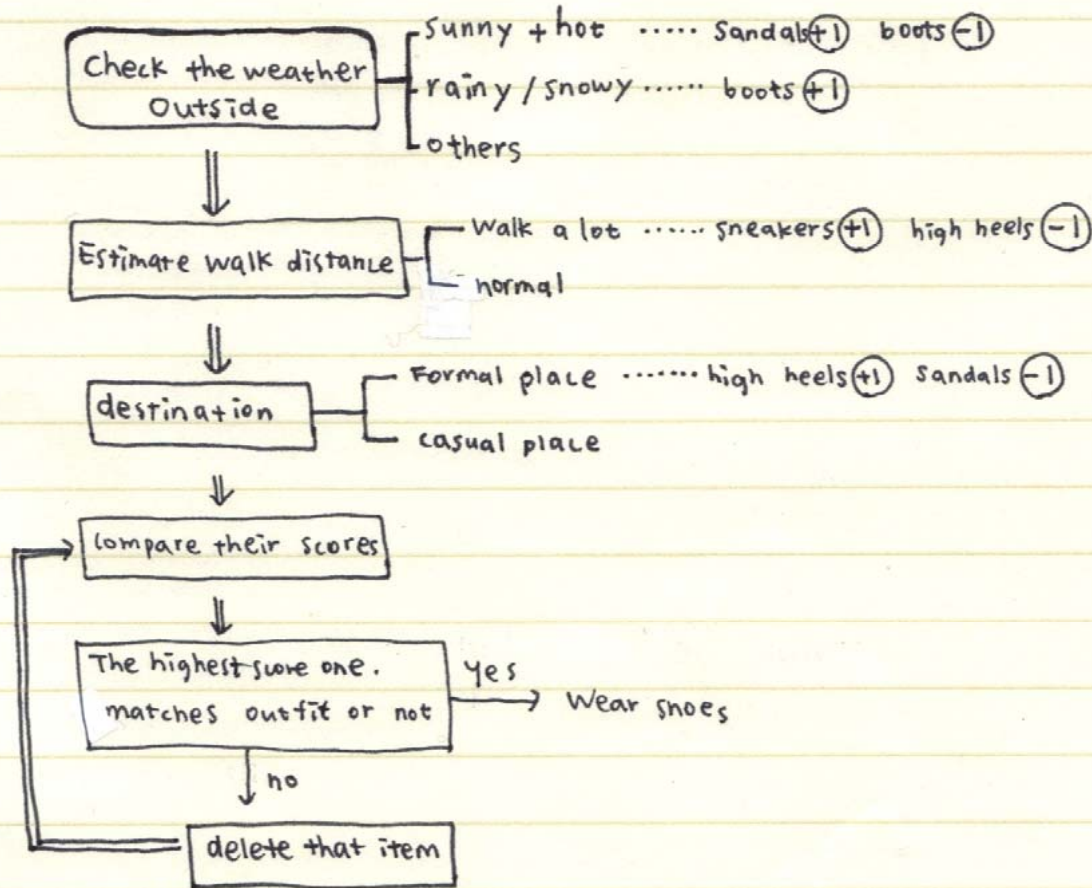 Check the weather
Outside
sunny + hot ..... Sandals +1 boots -1
rainy / snowy ...... boots +1
others
Estimate walk distance
Walk a lot ...... sneakers +1 high heels -1
normal
destination
Formal place ....... high heels +1 Sandals -1
casual place
Compare their scores
The highest score one.
matches outfit or not
yes
Wear shoes
no
delete that item